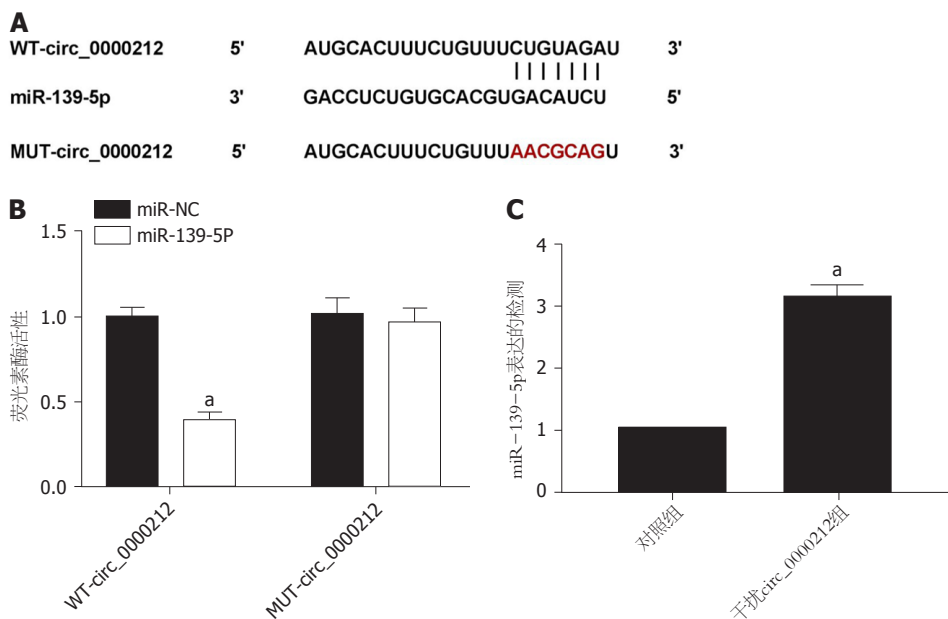 A
WT-circ_0000212 5' AUGCACUUUCUGUUUCUGUAGAU 3'
miR-139-5p 3' GACCUCUGUGCACGUGACAUCU 5'
MUT-circ_0000212 5' AUGCACUUUCUGUUUAACGCAGU 3'
B
miR-NC
miR-139-5P
荧光素酶活性
1.5
1.0
0.5
0.0
a
WT-circ_0000212
MUT-circ_0000212
C
miR-139-5p表达的检测
4
3
2
1
0
a
对照组
干扰circ_0000212组